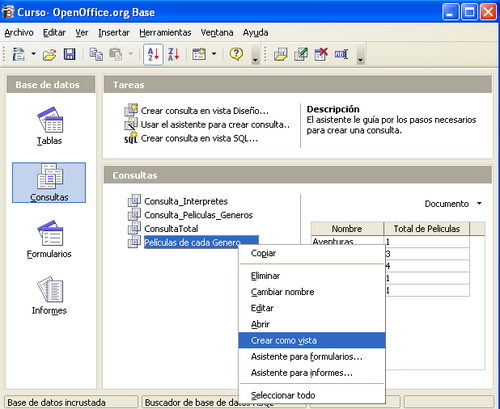 Curso- OpenOffice.org Base
Archivo Editar Ver Insertar Herramientas Ventana Ayuda
Base de datos
Tablas
Consultas
Formularios
Informes
Tareas
Crear consulta en vista Diseño...
Usar el asistente para crear consulta..
SQL Crear consulta en vista SQL...
Descripción
El asistente le guía por los pasos necesarios
para crear una consulta.
Consultas
Consulta_Interpretes
Consulta_Peliculas_Generos
ConsultaTotal
Películas de cada Genero
Documento
Nombre Total de Peliculas
Aventuras 1
3
4
1
1
Copiar
Eliminar
Cambiar nombre
Editar
Abrir
Crear como vista
Asistente para formularios...
Asistente para informes...
Seleccionar todo
Base de datos incrustada Buscador de base de datos HSQL